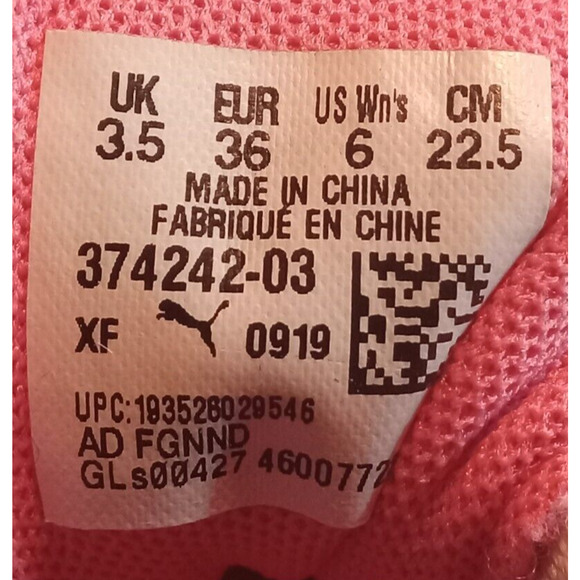 UK EUR US Wn's CM
3.5 36 6 22.5
MADE IN CHINA
FABRIQUÉ EN CHINE
374242-03
XF 0919
UPC:193526029546
AD FGNND
GLs00427 4600772